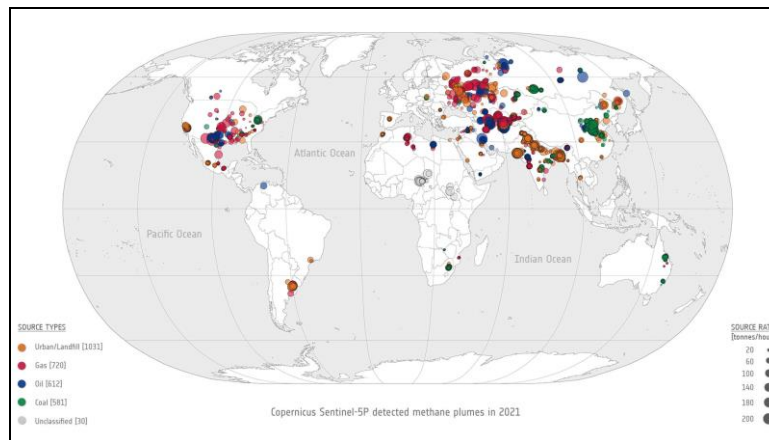 Atlantic Ocean
Pacific Ocean
Indian Ocean
SOURCE TYPES
Urban/Landfill [1031]
Gas [720]
Oil [612]
Coal [581]
Unclassified [30]
SOURCE RAT
[tonnes/hou
20
60
100
140
180
200
Copernicus Sentinel-5P detected methane plumes in 2021